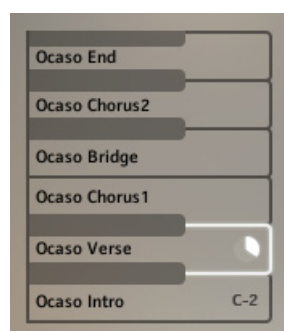 Ocaso End
Ocaso Chorus2
Ocaso Bridge
Ocaso Chorus1
Ocaso Verse
Ocaso Intro C-2